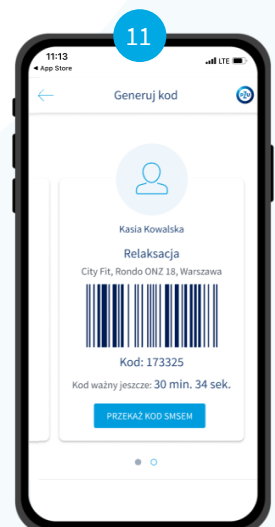 11
11:13
LTE
App Store
Generuj kod
PZU
Kasia Kowalska
Relaksacja
City Fit, Rondo ONZ 18, Warszawa
Kod: 173325
Kod ważny jeszcze: 30 min. 34 sek.
PRZEKAŻ KOD SMSEM